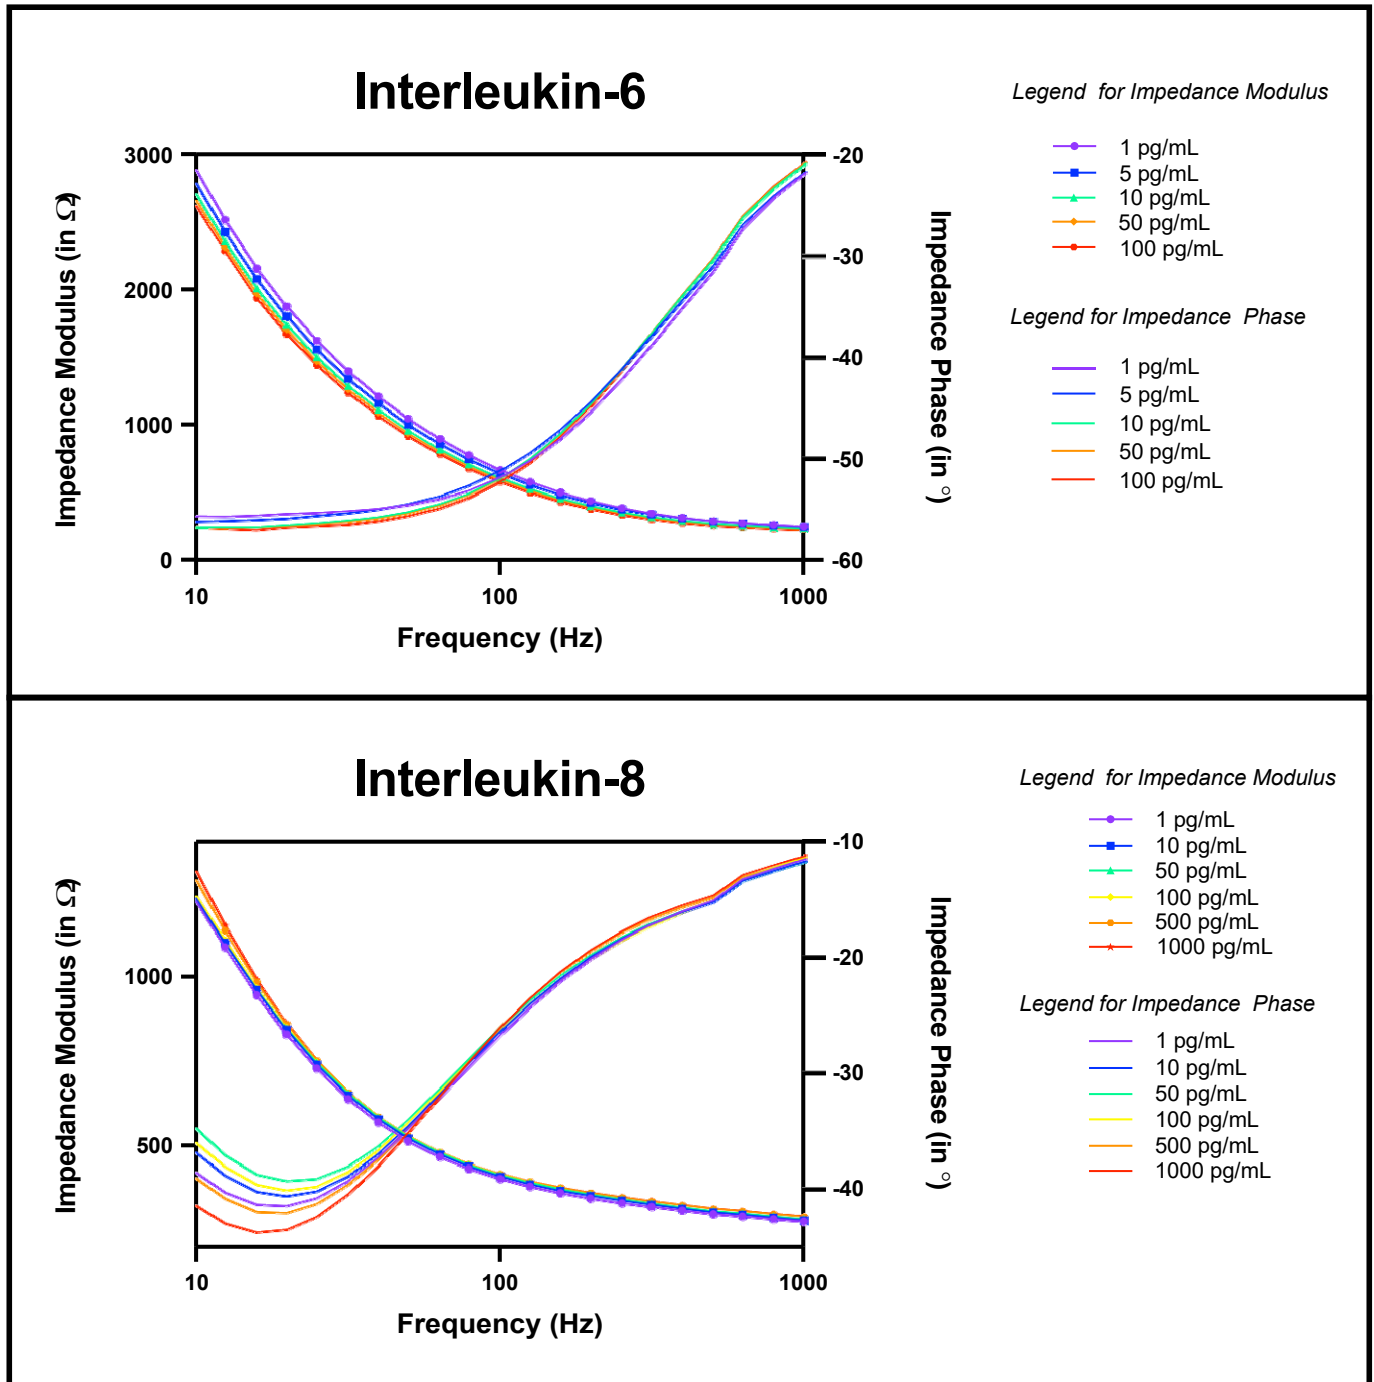 Interleukin-6
Legend for Impedance Modulus
1 pg/mL
5 pg/mL
10 pg/mL
50 pg/mL
100 pg/mL
Legend for Impedance Phase
1 pg/mL
5 pg/mL
10 pg/mL
50 pg/mL
100 pg/mL
Impedance Modulus (in Ω)
3000
2000
1000
0
-20
-30
-40
-50
-60
Impedance Phase (in °)
10
100
1000
Frequency (Hz)
Interleukin-8
Legend for Impedance Modulus
1 pg/mL
10 pg/mL
50 pg/mL
100 pg/mL
500 pg/mL
1000 pg/mL
Legend for Impedance Phase
1 pg/mL
10 pg/mL
50 pg/mL
100 pg/mL
500 pg/mL
1000 pg/mL
Impedance Modulus (in Ω)
1000
500
-10
-20
-30
-40
Impedance Phase (in °)
10
100
1000
Frequency (Hz)